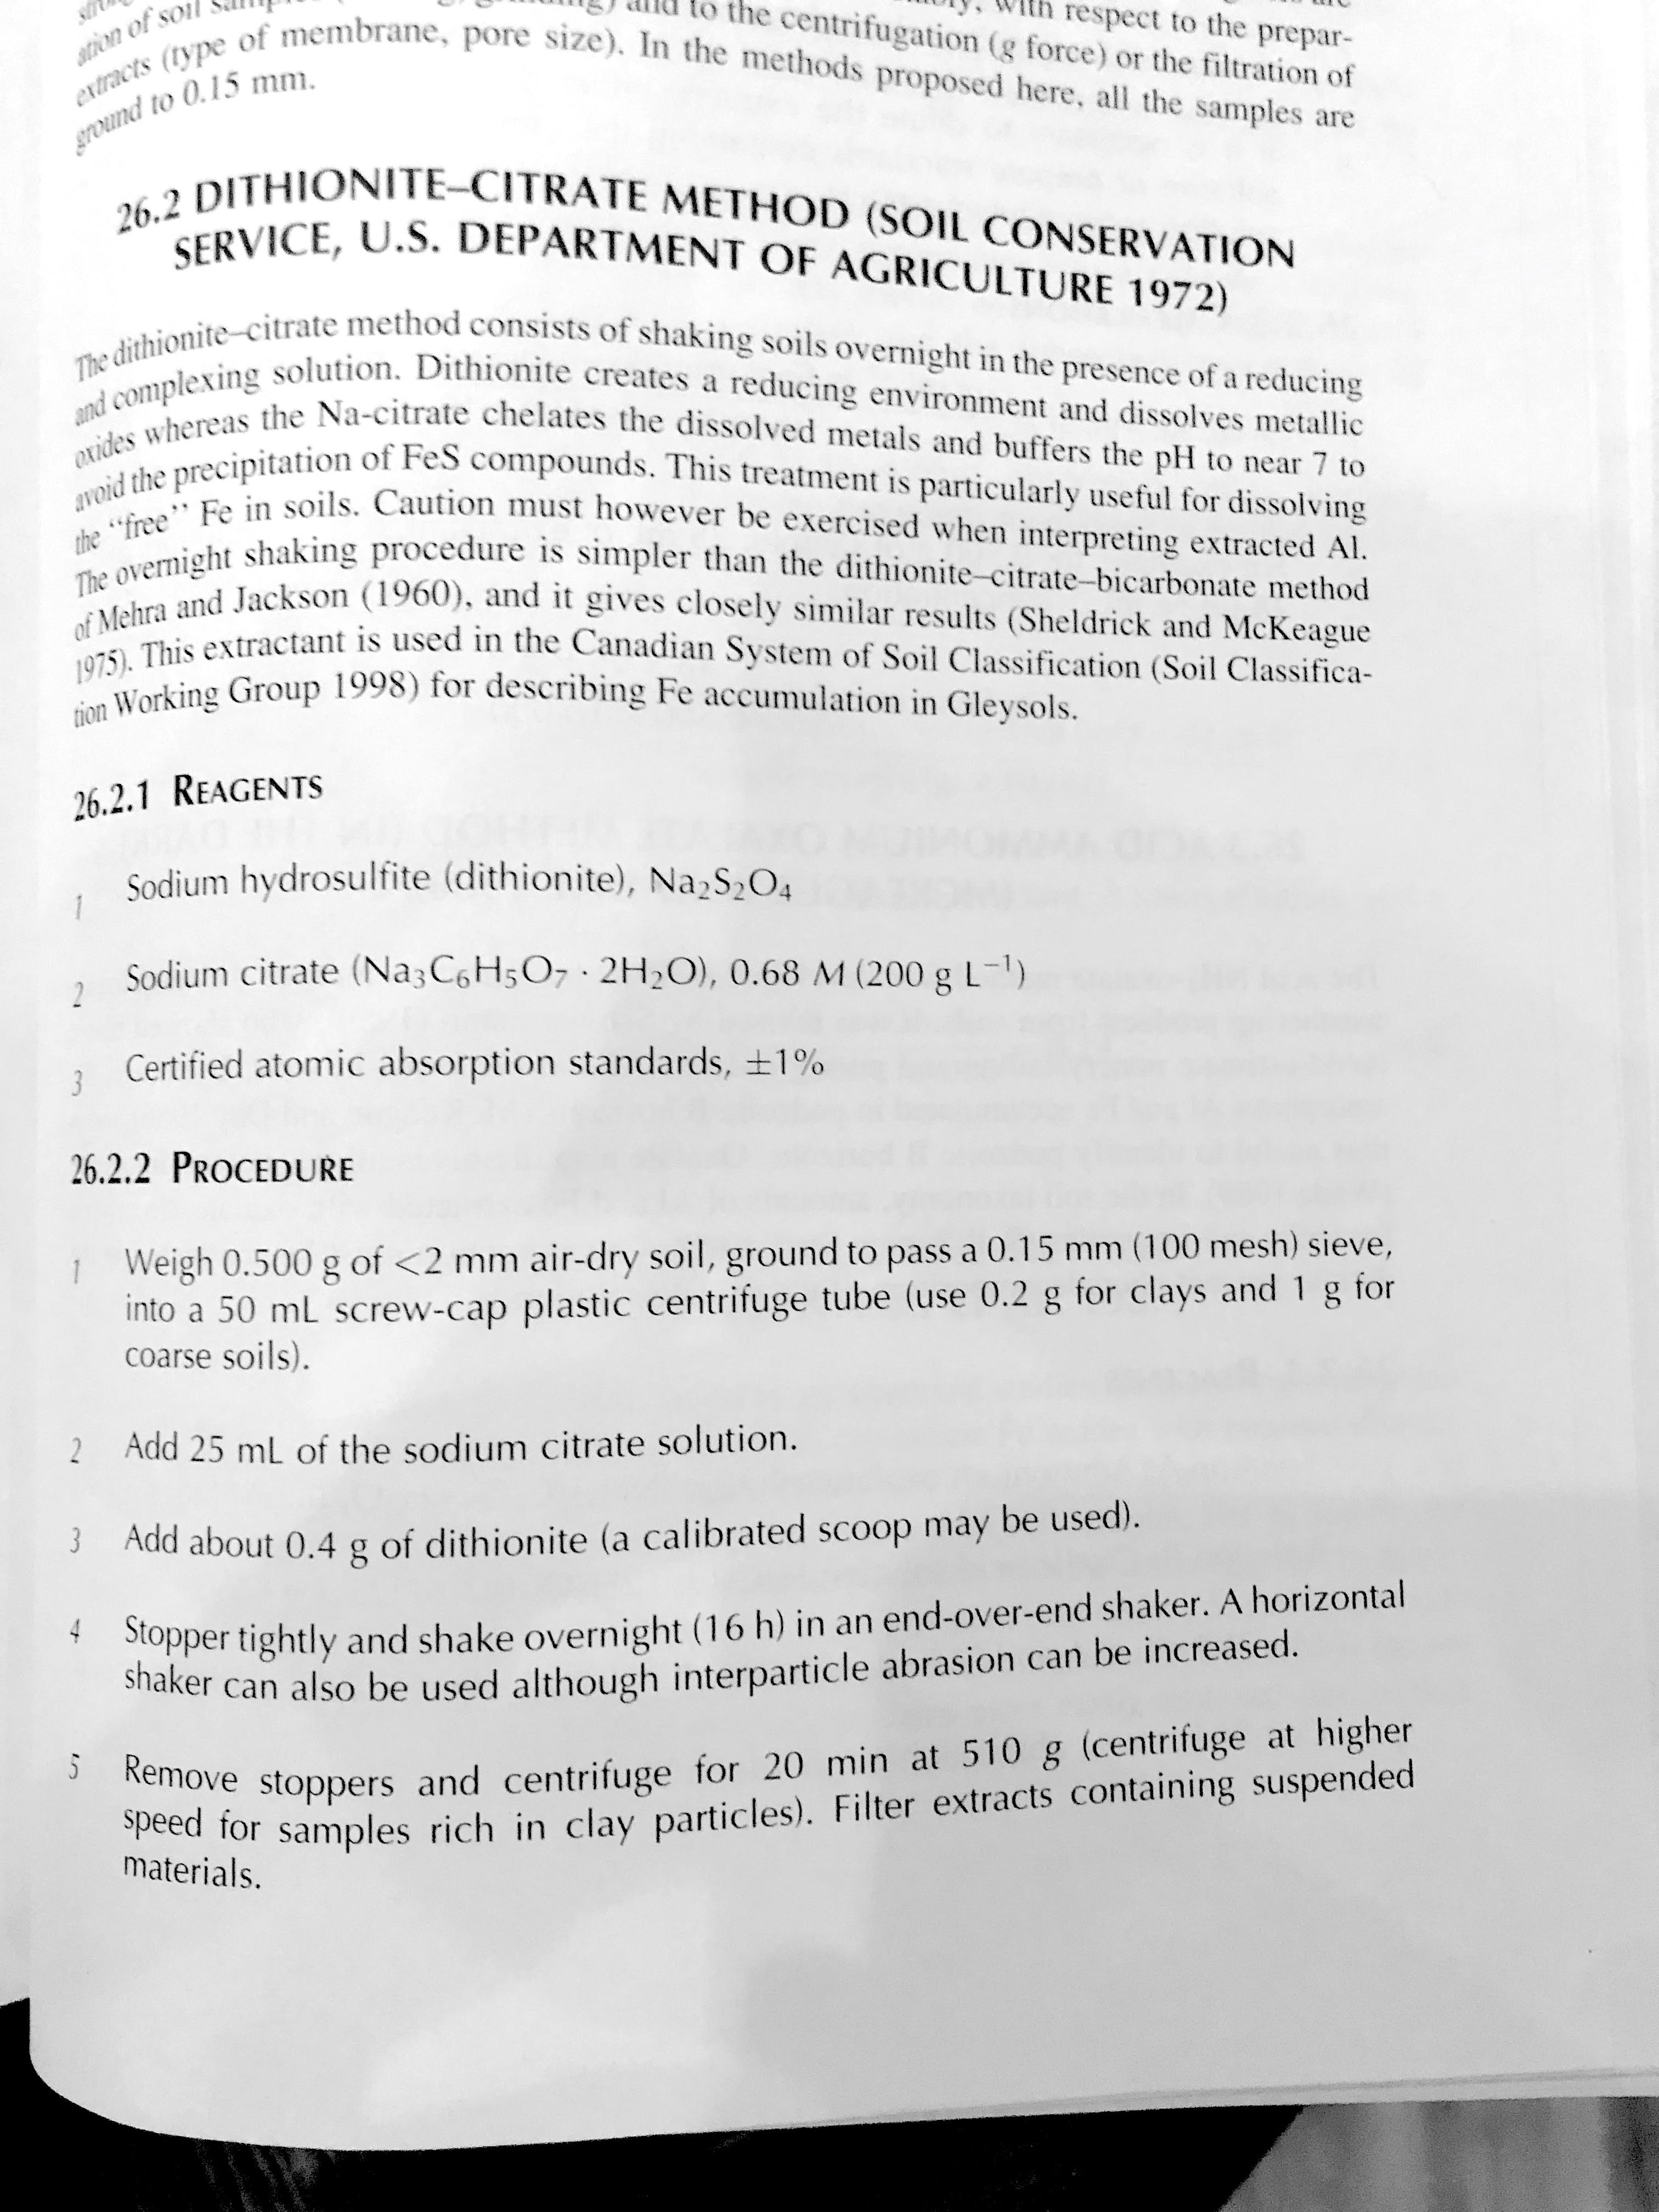 ation of soil and to the centrifugation (g force) or the filtration of
with respect to the prepar-
extracts (type of membrane, pore size). In the methods proposed here, all the samples are
ground to 0.15 mm.
26.2 DITHIONITE–CITRATE METHOD (SOIL CONSERVATION
SERVICE, U.S. DEPARTMENT OF AGRICULTURE 1972)
The dithionite–citrate method consists of shaking soils overnight in the presence of a reducing
and complexing solution. Dithionite creates a reducing environment and dissolves metallic
oxides whereas the Na-citrate chelates the dissolved metals and buffers the pH to near 7 to
avoid the precipitation of FeS compounds. This treatment is particularly useful for dissolving
the ‘‘free’’ Fe in soils. Caution must however be exercised when interpreting extracted Al.
The overnight shaking procedure is simpler than the dithionite–citrate–bicarbonate method
of Mehra and Jackson (1960), and it gives closely similar results (Sheldrick and McKeague
1975). This extractant is used in the Canadian System of Soil Classification (Soil Classifica-
tion Working Group 1998) for describing Fe accumulation in Gleysols.
26.2.1 REAGENTS
1 Sodium hydrosulfite (dithionite), Na₂S₂O₄
2 Sodium citrate (Na₃C₆H₅O₇ · 2H₂O), 0.68 M (200 g L⁻¹)
3 Certified atomic absorption standards, ±1%
26.2.2 PROCEDURE
1 Weigh 0.500 g of <2 mm air-dry soil, ground to pass a 0.15 mm (100 mesh) sieve,
into a 50 mL screw-cap plastic centrifuge tube (use 0.2 g for clays and 1 g for
coarse soils).
2 Add 25 mL of the sodium citrate solution.
3 Add about 0.4 g of dithionite (a calibrated scoop may be used).
4 Stopper tightly and shake overnight (16 h) in an end-over-end shaker. A horizontal
shaker can also be used although interparticle abrasion can be increased.
5 Remove stoppers and centrifuge for 20 min at 510 g (centrifuge at higher
speed for samples rich in clay particles). Filter extracts containing suspended
materials.